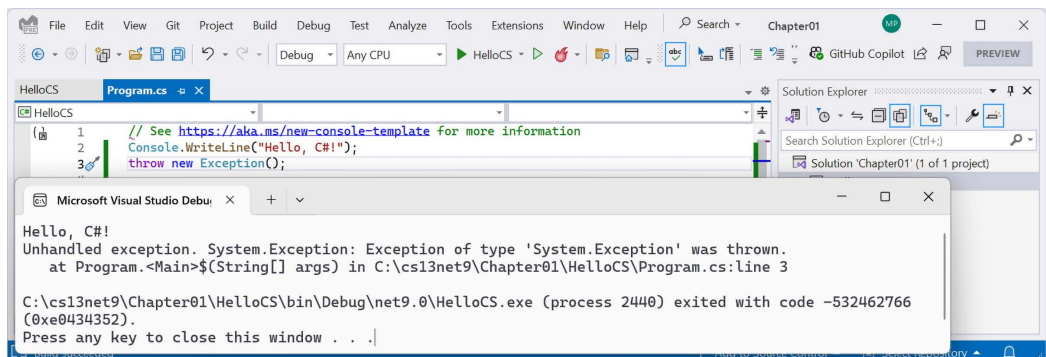 File Edit View Git Project Build Debug Test Analyze Tools Extensions Window Help Search Chapter01 MP
Debug Any CPU HelloCS abc GitHub Copilot PREVIEW
HelloCS Program.cs Solution Explorer
C# HelloCS
1 // See https://aka.ms/new-console-template for more information
2 Console.WriteLine("Hello, C#!");
3 throw new Exception();
Search Solution Explorer (Ctrl+;)
Solution 'Chapter01' (1 of 1 project)
Microsoft Visual Studio Debu
Hello, C#!
Unhandled exception. System.Exception: Exception of type 'System.Exception' was thrown.
at Program.<Main>$(String[] args) in C:\cs13net9\Chapter01\HelloCS\Program.cs:line 3
C:\cs13net9\Chapter01\HelloCS\bin\Debug\net9.0\HelloCS.exe (process 2440) exited with code -532462766
(0xe0434352).
Press any key to close this window . . .